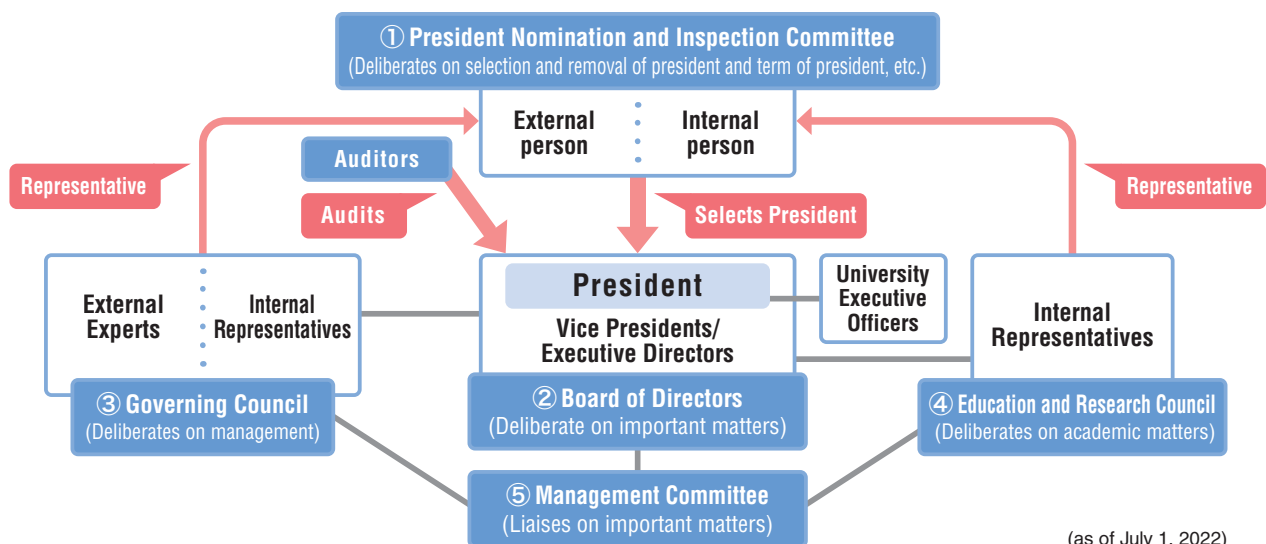 ① President Nomination and Inspection Committee
(Deliberates on selection and removal of president and term of president, etc.)
External
person
Internal
person
Auditors
Representative
Audits
Selects President
Representative
External
Experts
Internal
Representatives
President
Vice Presidents/
Executive Directors
University
Executive
Officers
Internal
Representatives
③ Governing Council
(Deliberates on management)
② Board of Directors
(Deliberate on important matters)
④ Education and Research Council
(Deliberates on academic matters)
⑤ Management Committee
(Liaises on important matters)
(as of July 1, 2022)